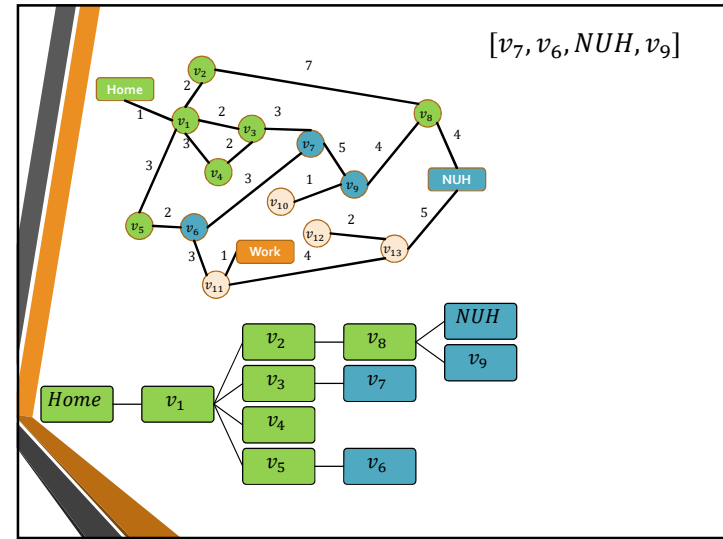 [v₇, v₆, NUH, v₉]
7
v₂
Home
2
1
v₁
2
v₃
3
v₈
3
2
v₇
5
4
4
v₄
3
3
1
v₉
NUH
v₁₀
v₅
2
v₆
v₁₂
2
5
3
1
Work
v₁₃
4
v₁₁
NUH
v₂
v₈
v₉
v₃
v₇
Home
v₁
v₄
v₅
v₆